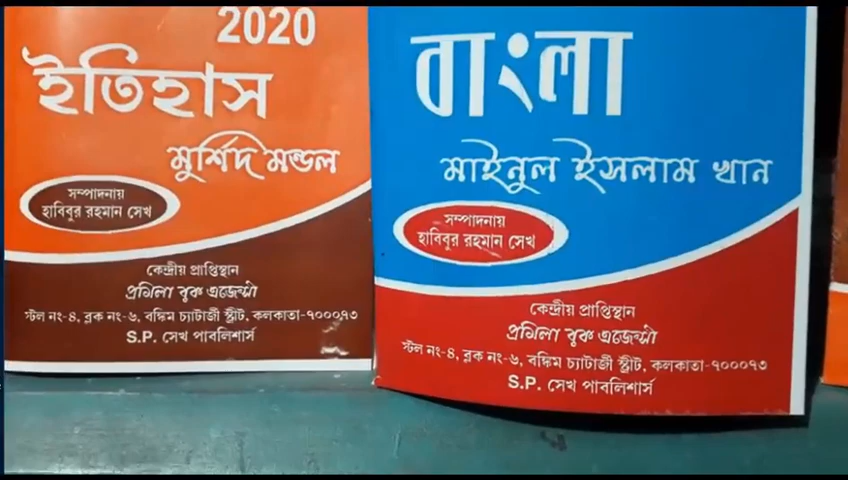 2020
ইতিহাস
মুর্শিদ মন্ডল
সম্পাদনায়
হাবিবুর রহমান সেখ
কেন্দ্রীয় প্রাপ্তিস্থান
প্রমিলা বুক এজেন্সী
স্টল নং-৪, ব্লক নং-৬, বঙ্কিম চ্যাটার্জী স্ট্রীট, কলকাতা-৭০০০৭৩
S.P. সেখ পাবলিশার্স
বাংলা
মাইনুল ইসলাম খান
সম্পাদনায়
হাবিবুর রহমান সেখ
কেন্দ্রীয় প্রাপ্তিস্থান
প্রমিলা বুক এজেন্সী
স্টল নং-৪, ব্লক নং-৬, বঙ্কিম চ্যাটার্জী স্ট্রীট, কলকাতা-৭০০০৭৩
S.P. সেখ পাবলিশার্স